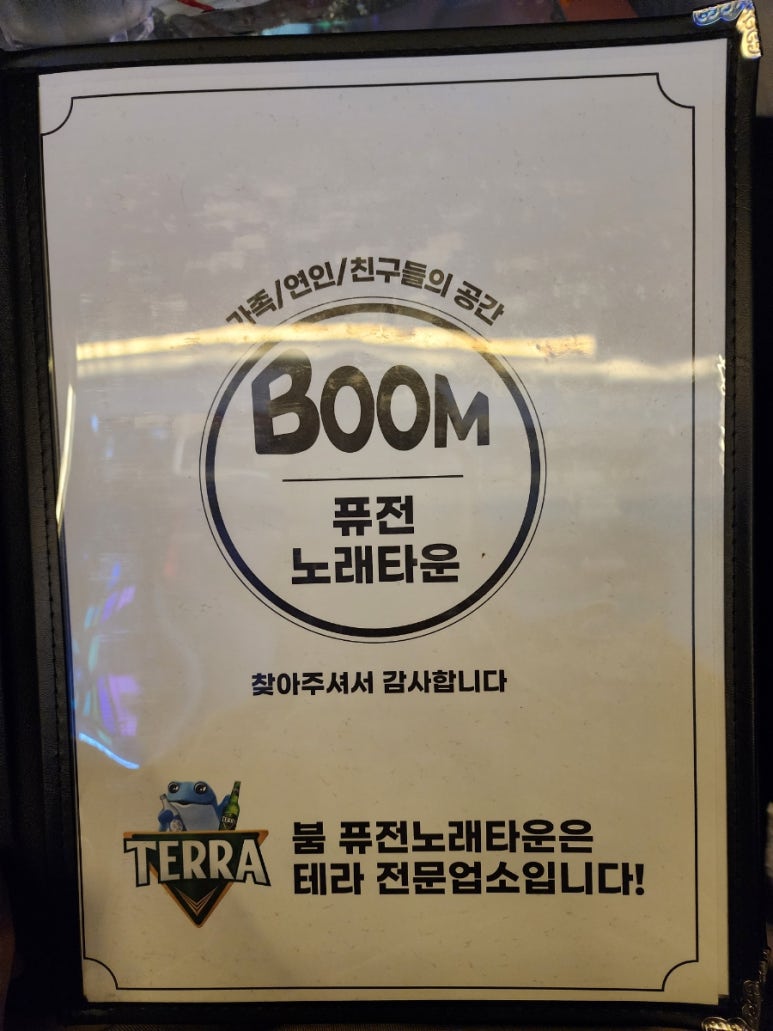 가족/연인/친구들의 공간
BOOM
퓨전
노래타운
찾아주셔서 감사합니다
TERRA
붐 퓨전노래타운은
테라 전문업소입니다!